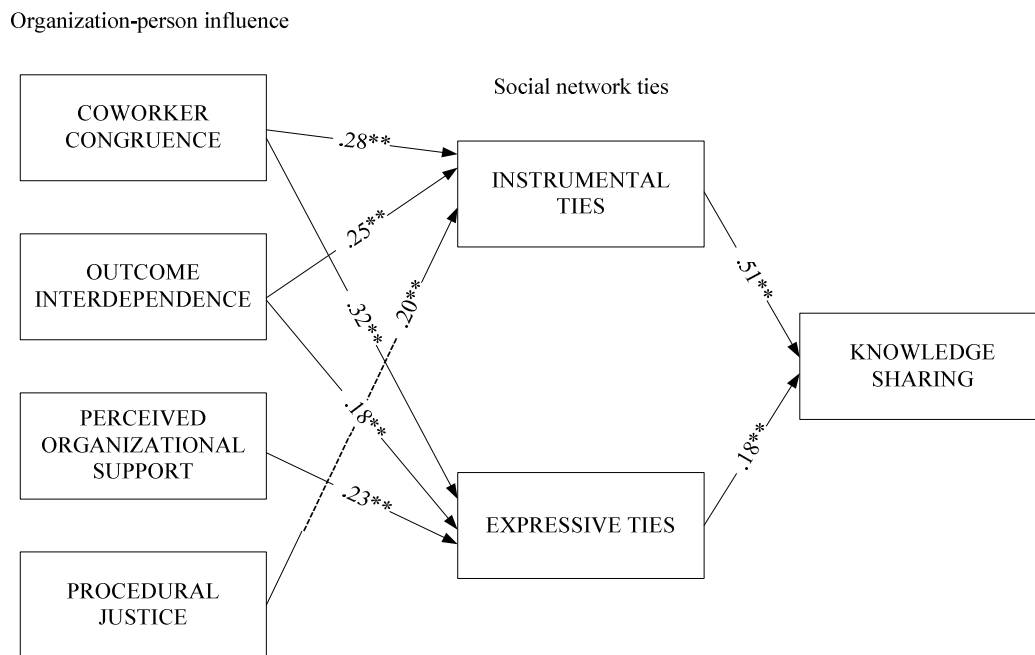 Organization-person influence
COWORKER
CONGRUENCE
OUTCOME
INTERDEPENDENCE
PERCEIVED
ORGANIZATIONAL
SUPPORT
PROCEDURAL
JUSTICE
.28**
.25**
.32**
.20**
.18**
.23**
Social network ties
INSTRUMENTAL
TIES
EXPRESSIVE TIES
.51**
.18**
KNOWLEDGE
SHARING